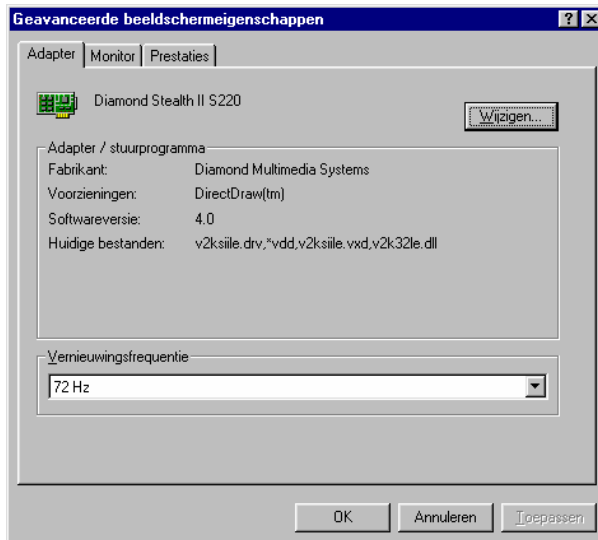 Geavanceerde beeldschermeigenschappen
Adapter Monitor Prestaties
Diamond Stealth II S220
Wijzigen...
Adapter / stuurprogramma
Fabrikant: Diamond Multimedia Systems
Voorzieningen: DirectDraw(tm)
Softwareversie: 4.0
Huidige bestanden: v2ksiile.drv,*vdd,v2ksiile.vxd,v2k32le.dll
Vernieuwingsfrequentie
72 Hz
OK Annuleren Toepassen